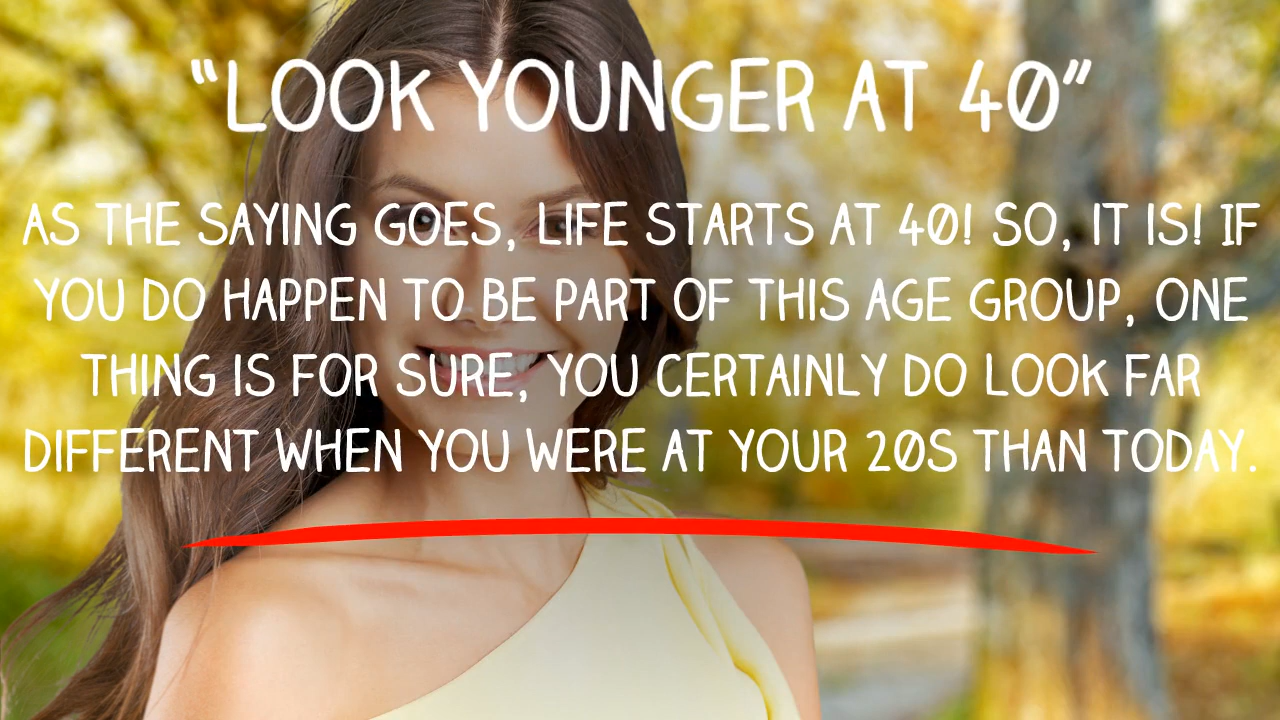 “LOOK YOUNGER AT 40”
AS THE SAYING GOES, LIFE STARTS AT 40! SO, IT IS! IF
YOU DO HAPPEN TO BE PART OF THIS AGE GROUP, ONE
THING IS FOR SURE, YOU CERTAINLY DO LOOK FAR
DIFFERENT WHEN YOU WERE AT YOUR 20S THAN TODAY.